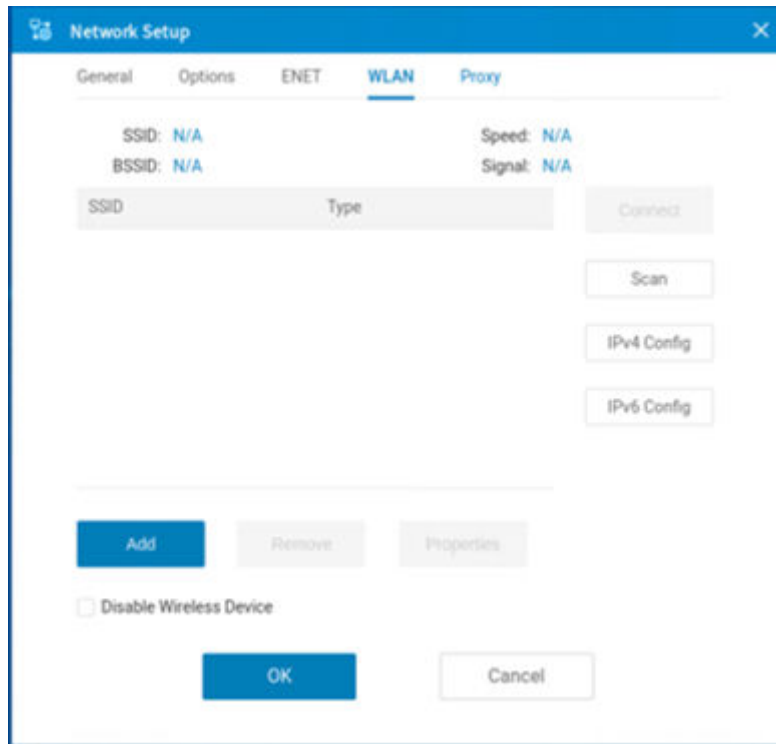 Network Setup
General Options ENET WLAN Proxy
SSID: N/A Speed: N/A
BSSID: N/A Signal: N/A
SSID Type
Connect
Scan
IPv4 Config
IPv6 Config
Add Remove Properties
Disable Wireless Device
OK Cancel